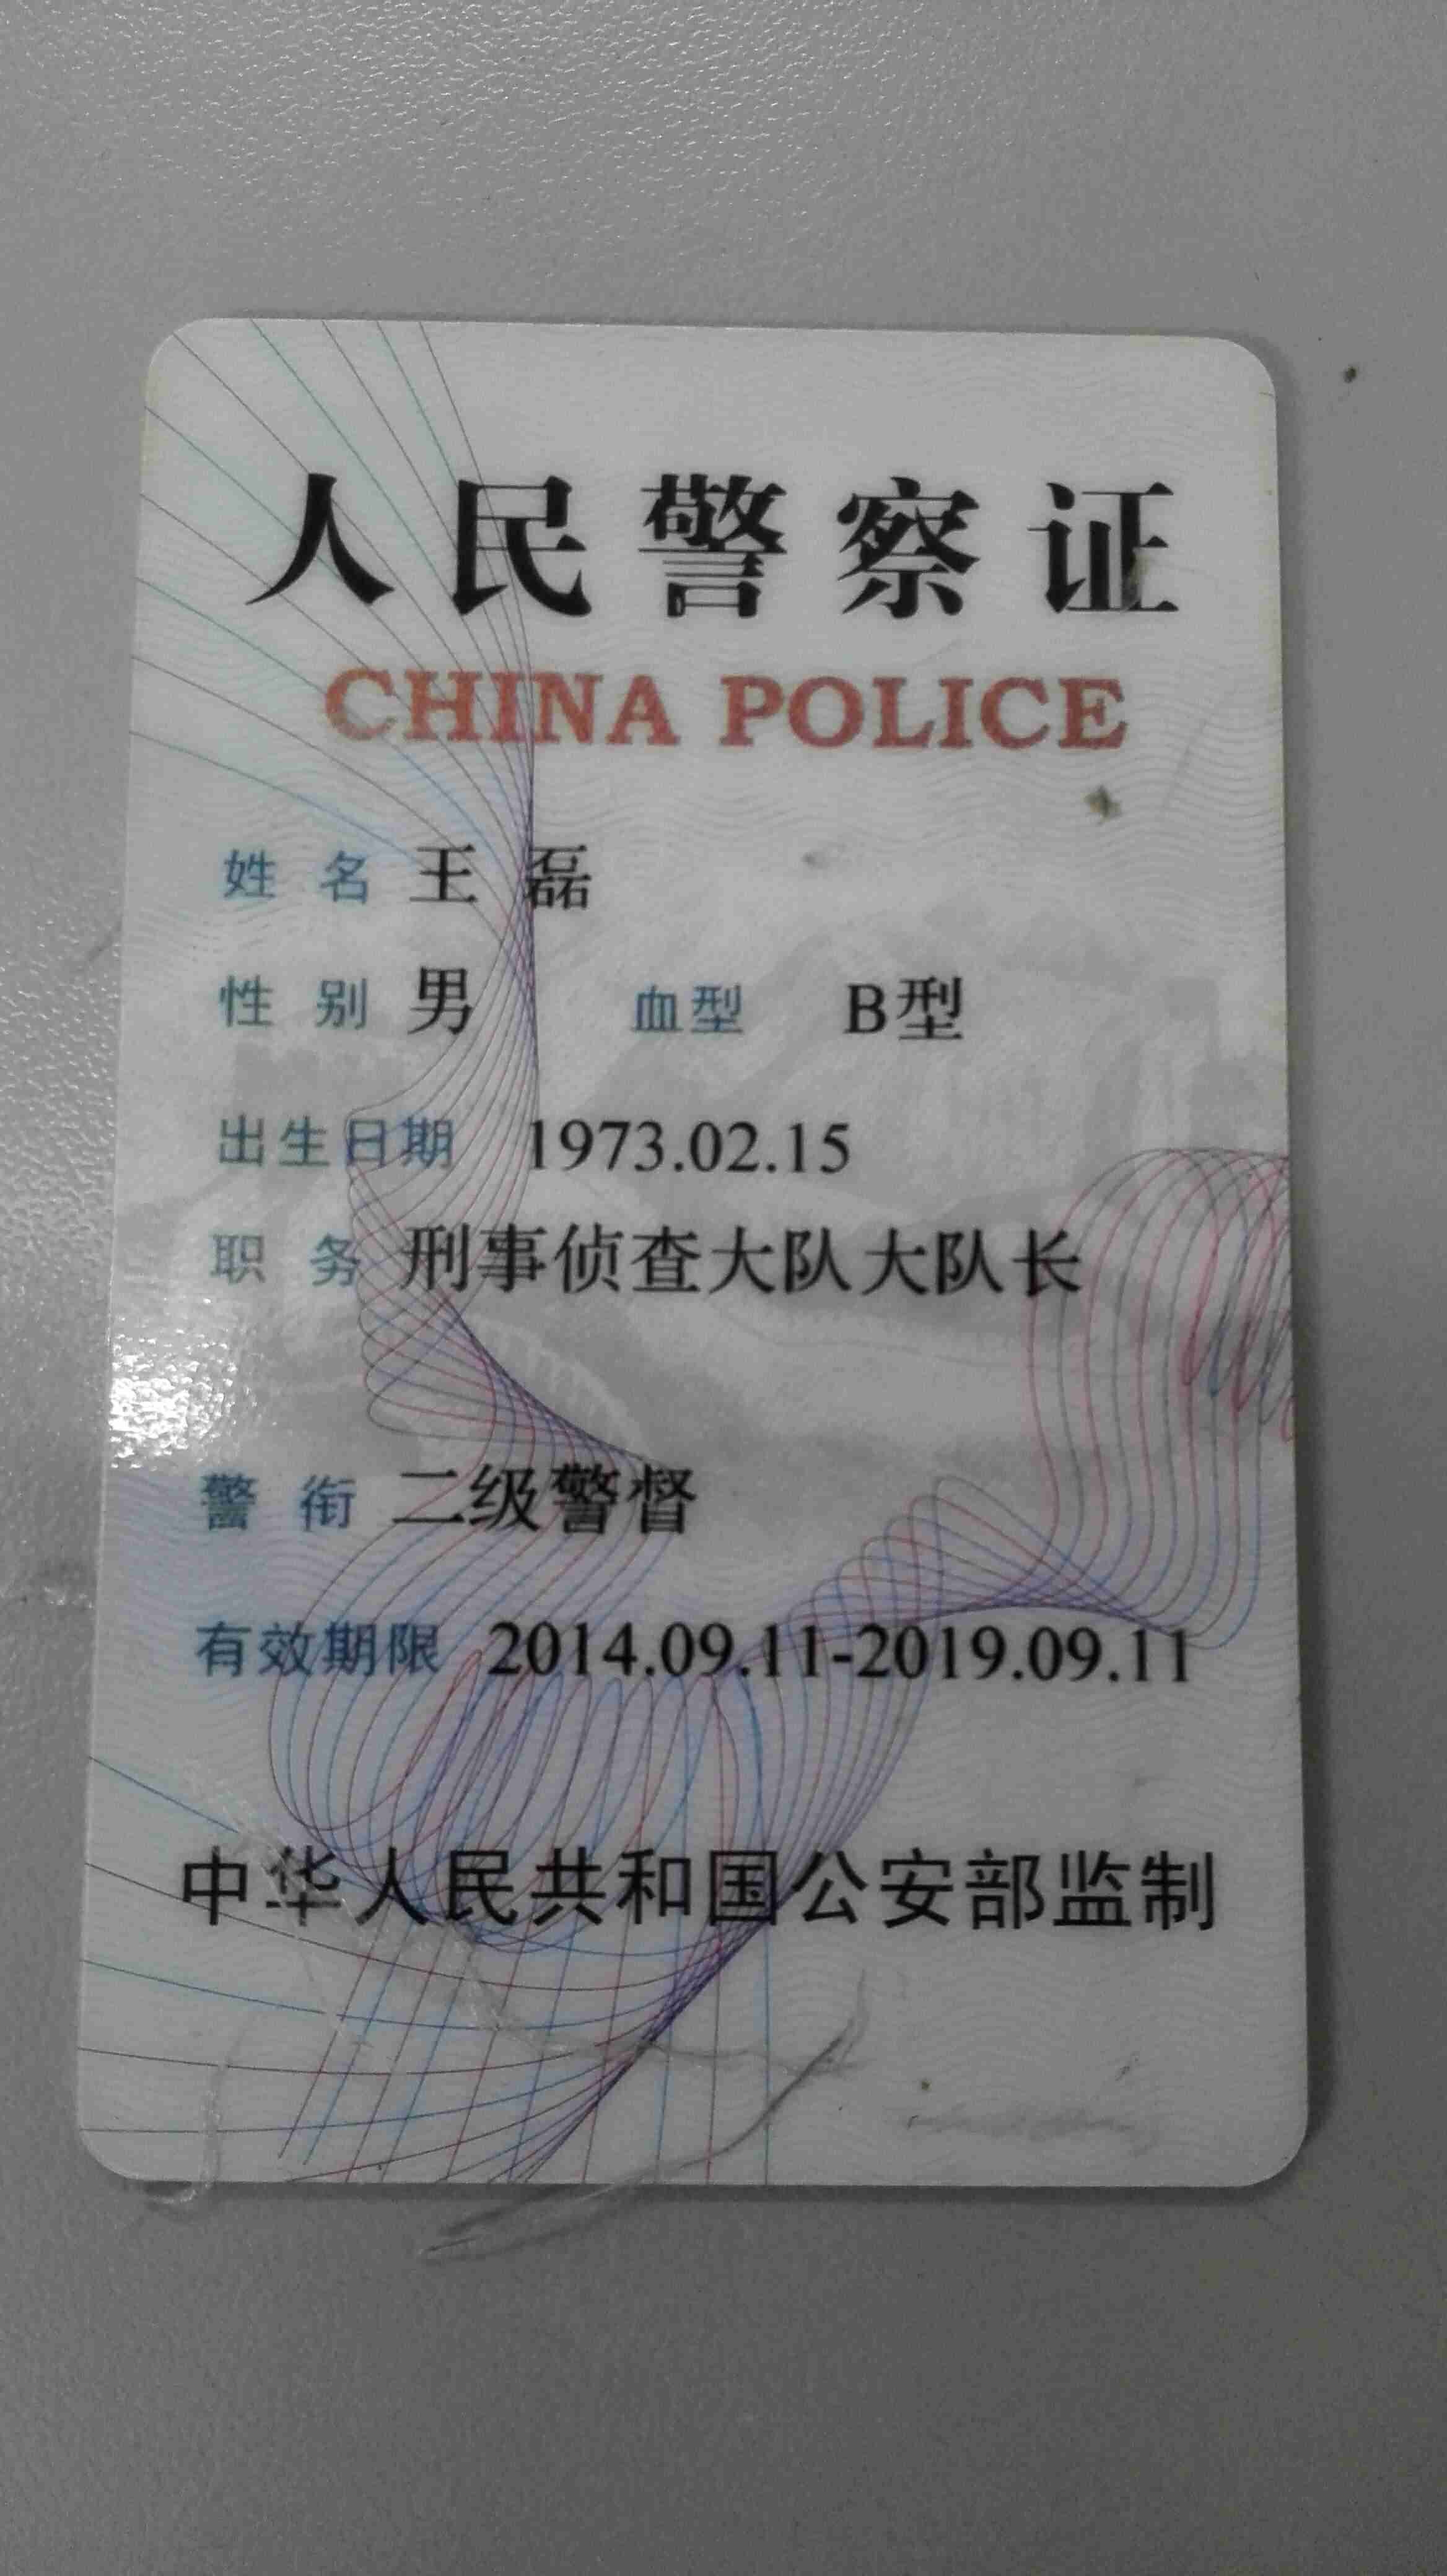 人民警察证
CHINA POLICE
姓 名 王 磊
性 别 男 血型 B型
出生日期 1973.02.15
职 务 刑事侦查大队大队长
警 衔 二级警督
有效期限 2014.09.11-2019.09.11
中华人民共和国公安部监制